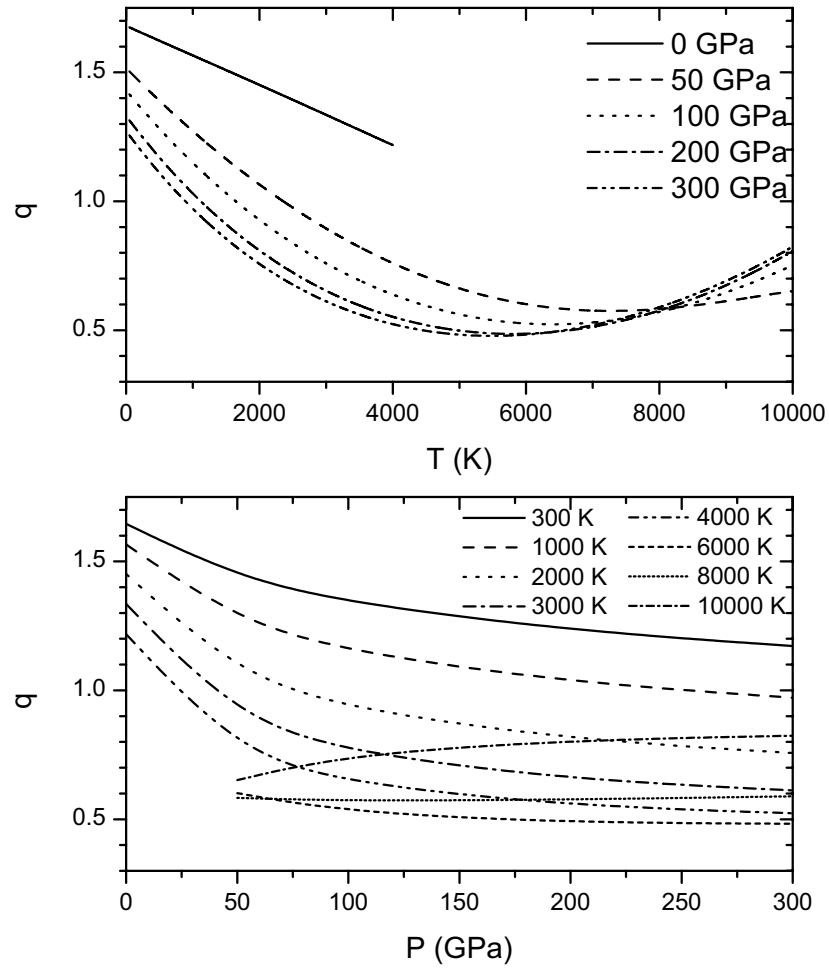 0 GPa
50 GPa
100 GPa
200 GPa
300 GPa
1.5
1.0
0.5
q
0 2000 4000 6000 8000 10000
T (K)
300 K 4000 K
1000 K 6000 K
2000 K 8000 K
3000 K 10000 K
1.5
1.0
0.5
q
0 50 100 150 200 250 300
P (GPa)